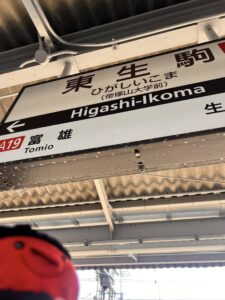 東生駒
ひがしいこま
(帝塚山大学前)
Higashi-Ikoma
A19 富雄
Tomio
生